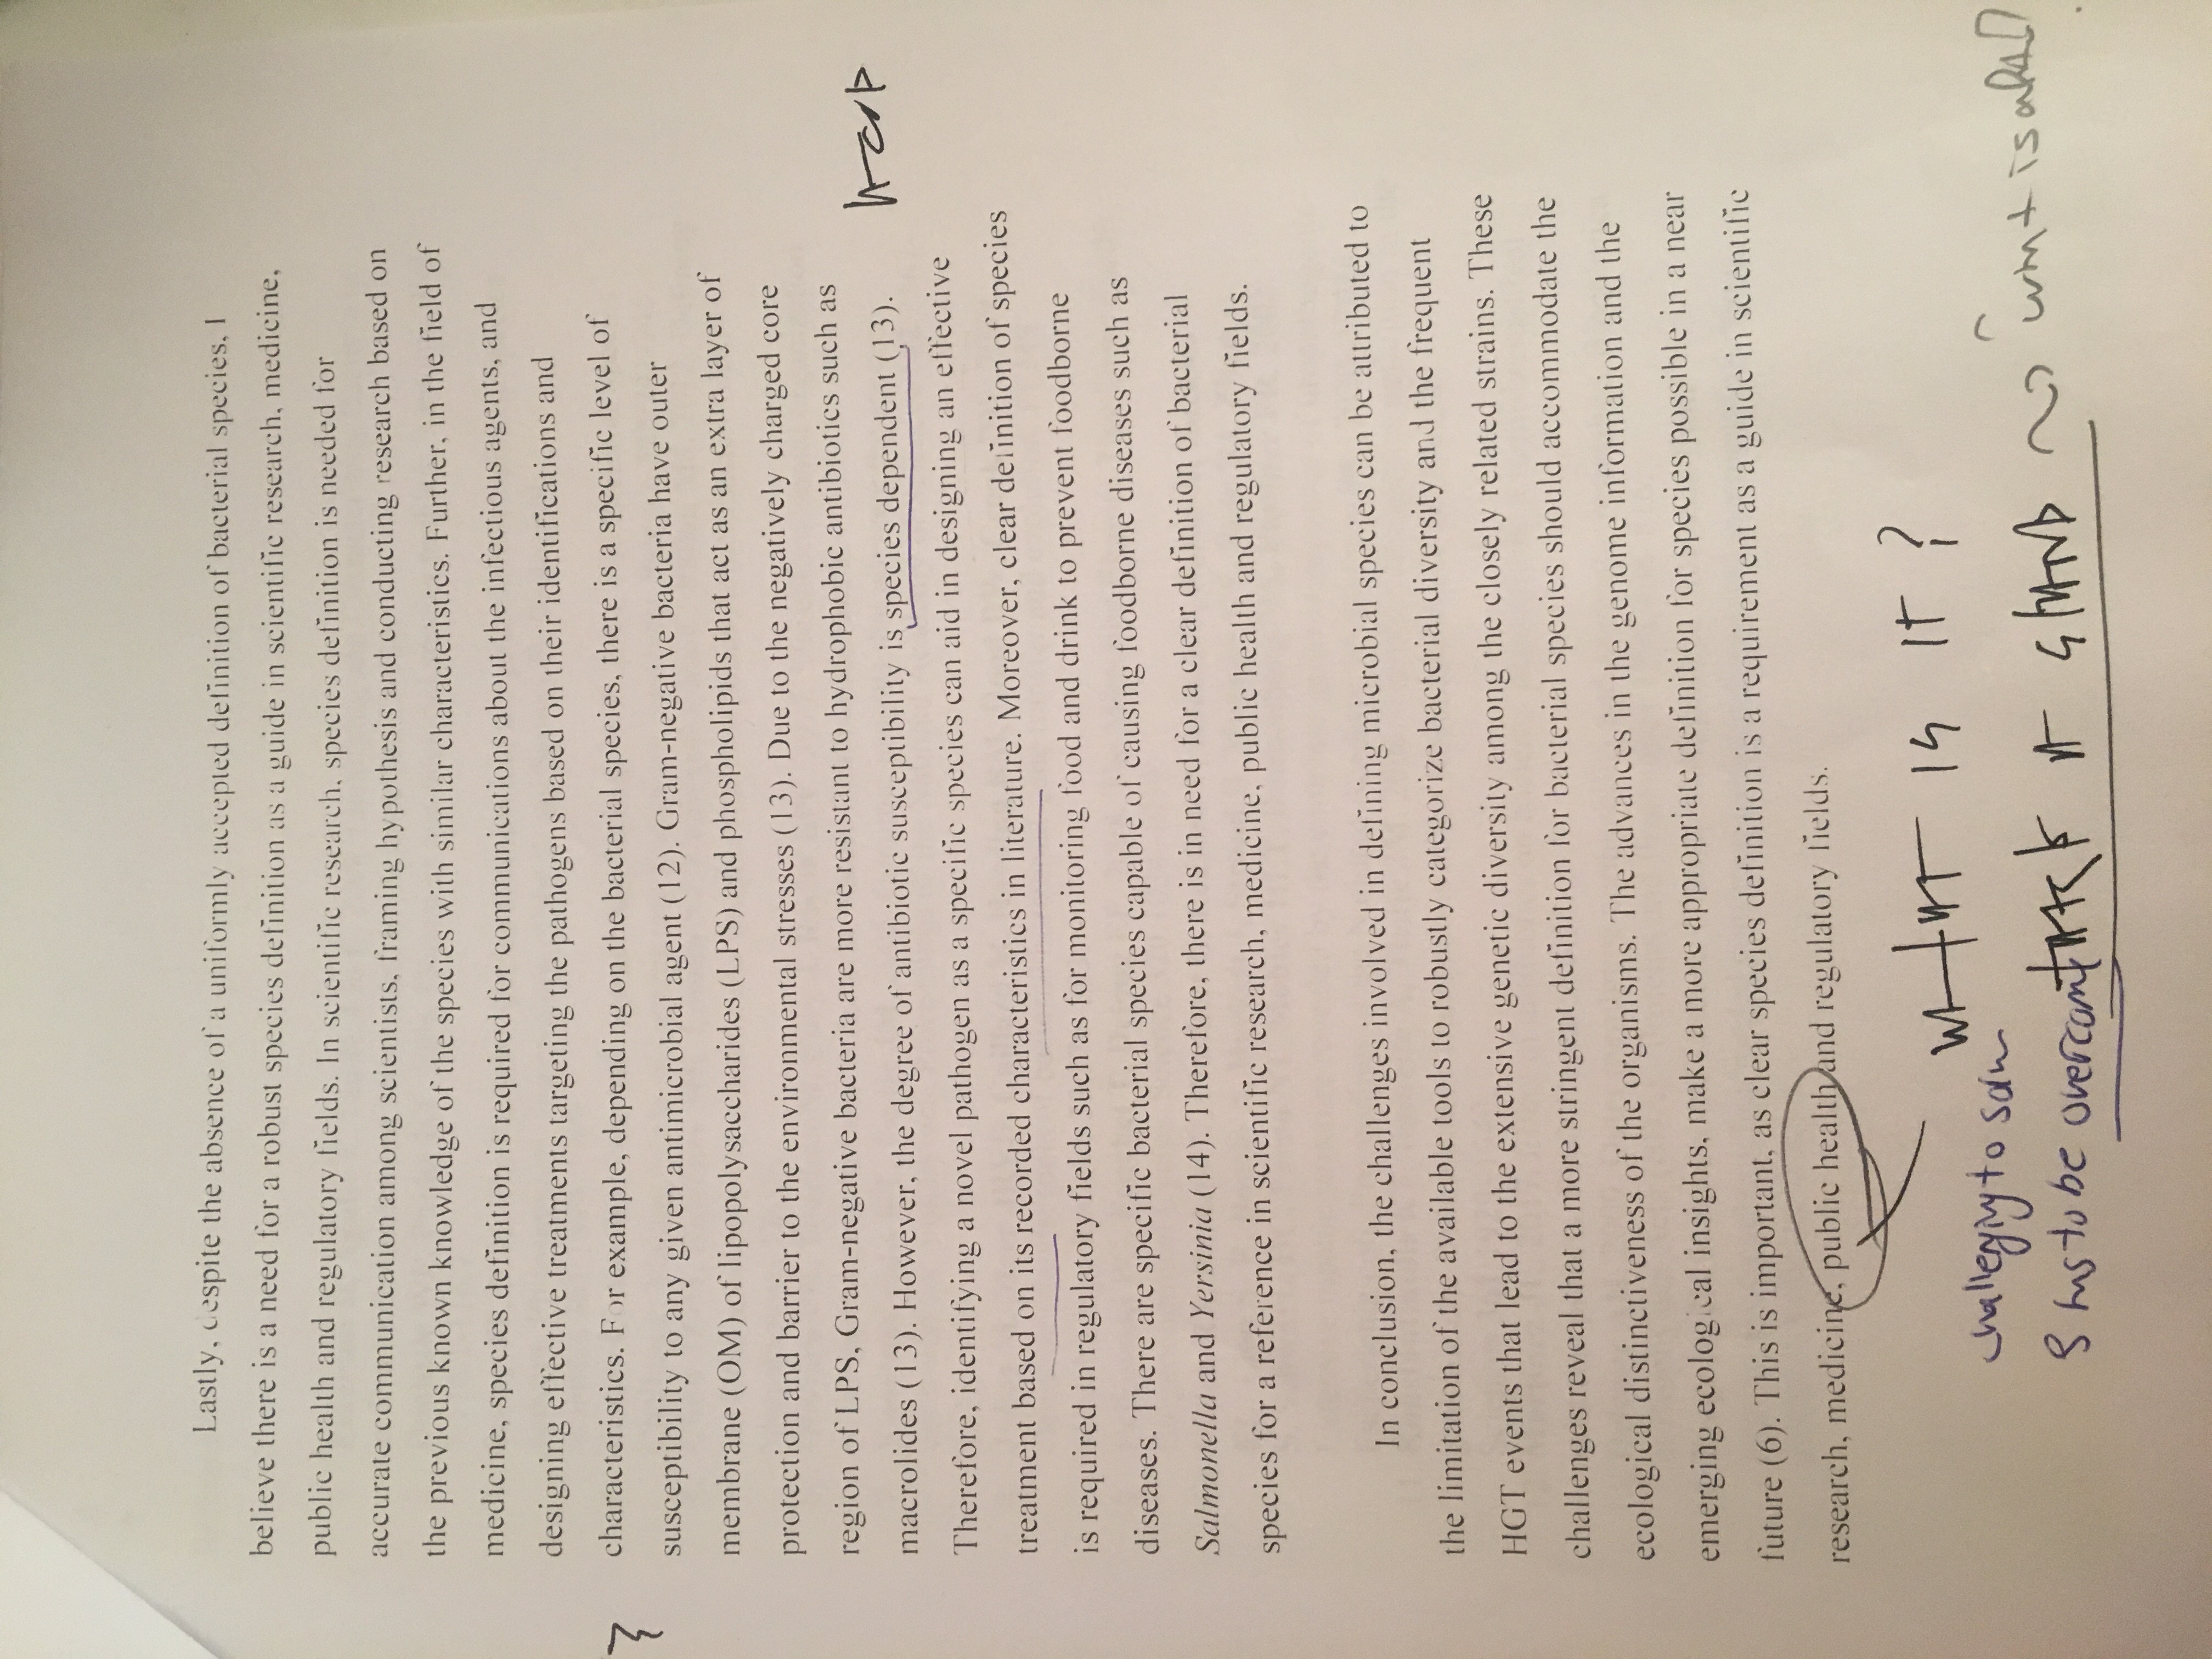 Lastly, despite the absence of a uniformly accepted definition of bacterial species, I
believe there is a need for a robust species definition as a guide in scientific research, medicine,
public health and regulatory fields. In scientific research, species definition is needed for
accurate communication among scientists, framing hypothesis and conducting research based on
the previous known knowledge of the species with similar characteristics. Further, in the field of
medicine, species definition is required for communications about the infectious agents, and
designing effective treatments targeting the pathogens based on their identifications and
characteristics. For example, depending on the bacterial species, there is a specific level of
susceptibility to any given antimicrobial agent (12). Gram-negative bacteria have outer
membrane (OM) of lipopolysaccharides (LPS) and phospholipids that act as an extra layer of
protection and barrier to the environmental stresses (13). Due to the negatively charged core
region of LPS, Gram-negative bacteria are more resistant to hydrophobic antibiotics such as
macrolides (13). However, the degree of antibiotic susceptibility is species dependent (13).
Therefore, identifying a novel pathogen as a specific species can aid in designing an effective
treatment based on its recorded characteristics in literature. Moreover, clear definition of species
is required in regulatory fields such as for monitoring food and drink to prevent foodborne
diseases. There are specific bacterial species capable of causing foodborne diseases such as
Salmonella and Yersinia (14). Therefore, there is in need for a clear definition of bacterial
species for a reference in scientific research, medicine, public health and regulatory fields.
In conclusion, the challenges involved in defining microbial species can be attributed to
the limitation of the available tools to robustly categorize bacterial diversity and the frequent
HGT events that lead to the extensive genetic diversity among the closely related strains. These
challenges reveal that a more stringent definition for bacterial species should accommodate the
ecological distinctiveness of the organisms. The advances in the genome information and the
emerging ecological insights, make a more appropriate definition for species possible in a near
future (6). This is important, as clear species definition is a requirement as a guide in scientific
research, medicine, public health and regulatory fields.
WHAT IS IT?
challenging to
to be overcome TAKE A STAND what is